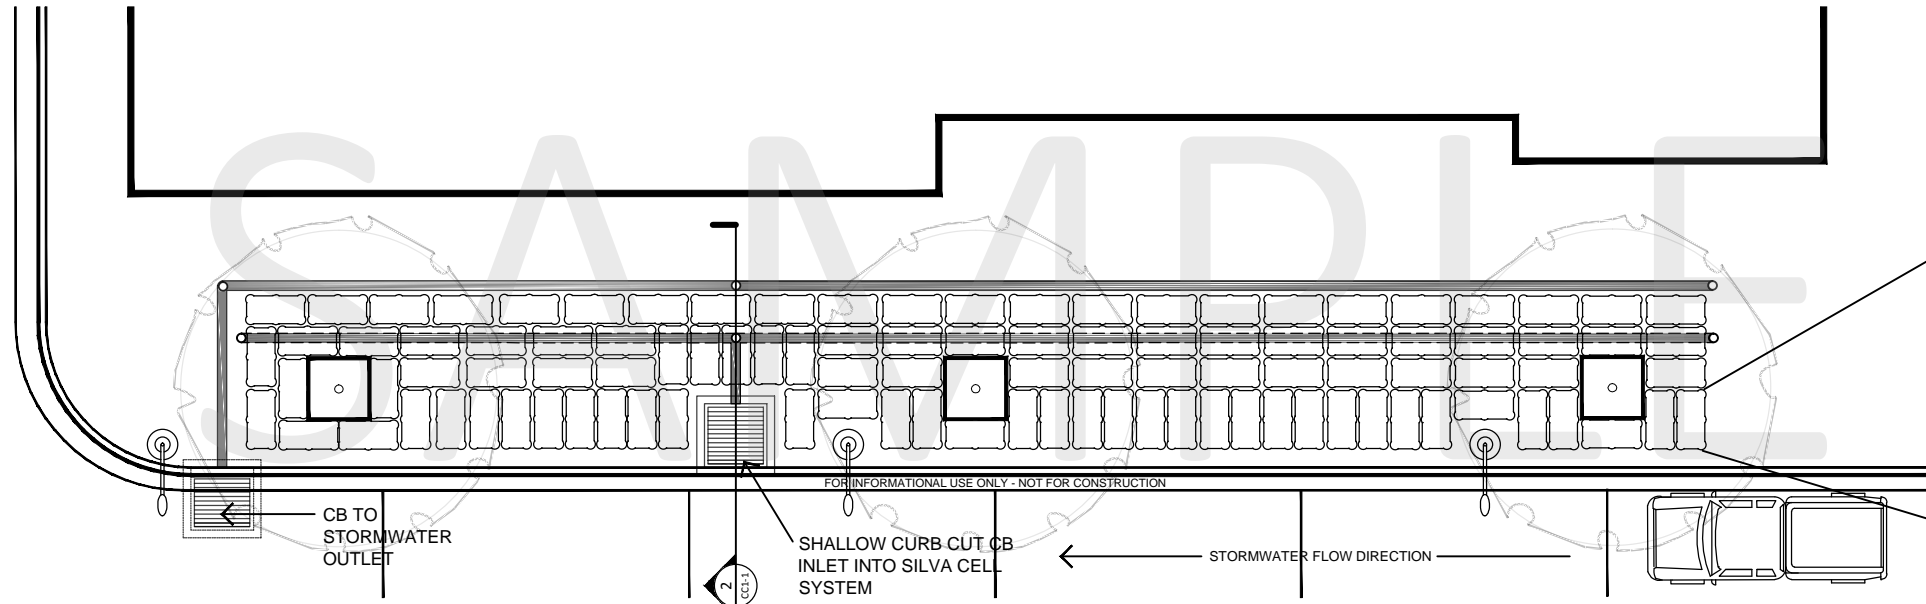 SAMPLE
FOR INFORMATIONAL USE ONLY - NOT FOR CONSTRUCTION
CB TO
STORMWATER
OUTLET
2
CC1-1
SHALLOW CURB CUT CB
INLET INTO SILVA CELL
SYSTEM
STORMWATER FLOW DIRECTION